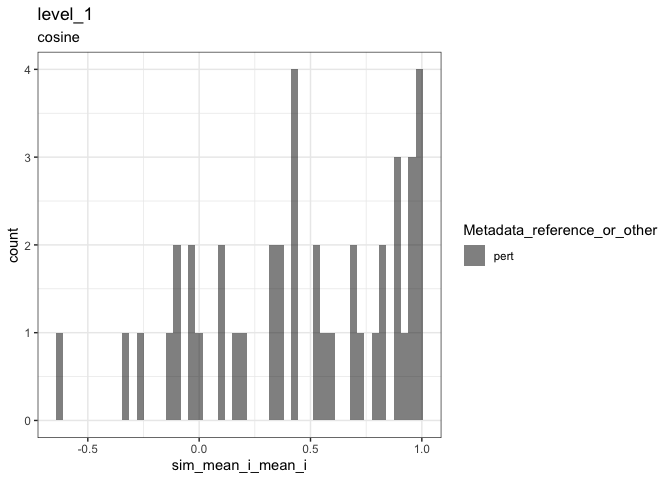 level_1
cosine
4
3
2
1
0
count
-0.5
0.0
0.5
1.0
sim_mean_i_mean_i
Metadata_reference_or_other
pert